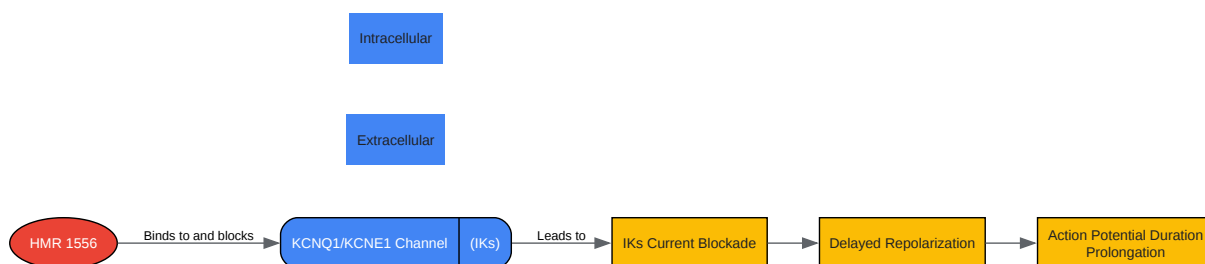 Intracellular
Extracellular
HMR 1556
Binds to and blocks
KCNQ1/KCNE1 Channel
(IKs)
Leads to
IKs Current Blockade
Delayed Repolarization
Action Potential Duration
Prolongation